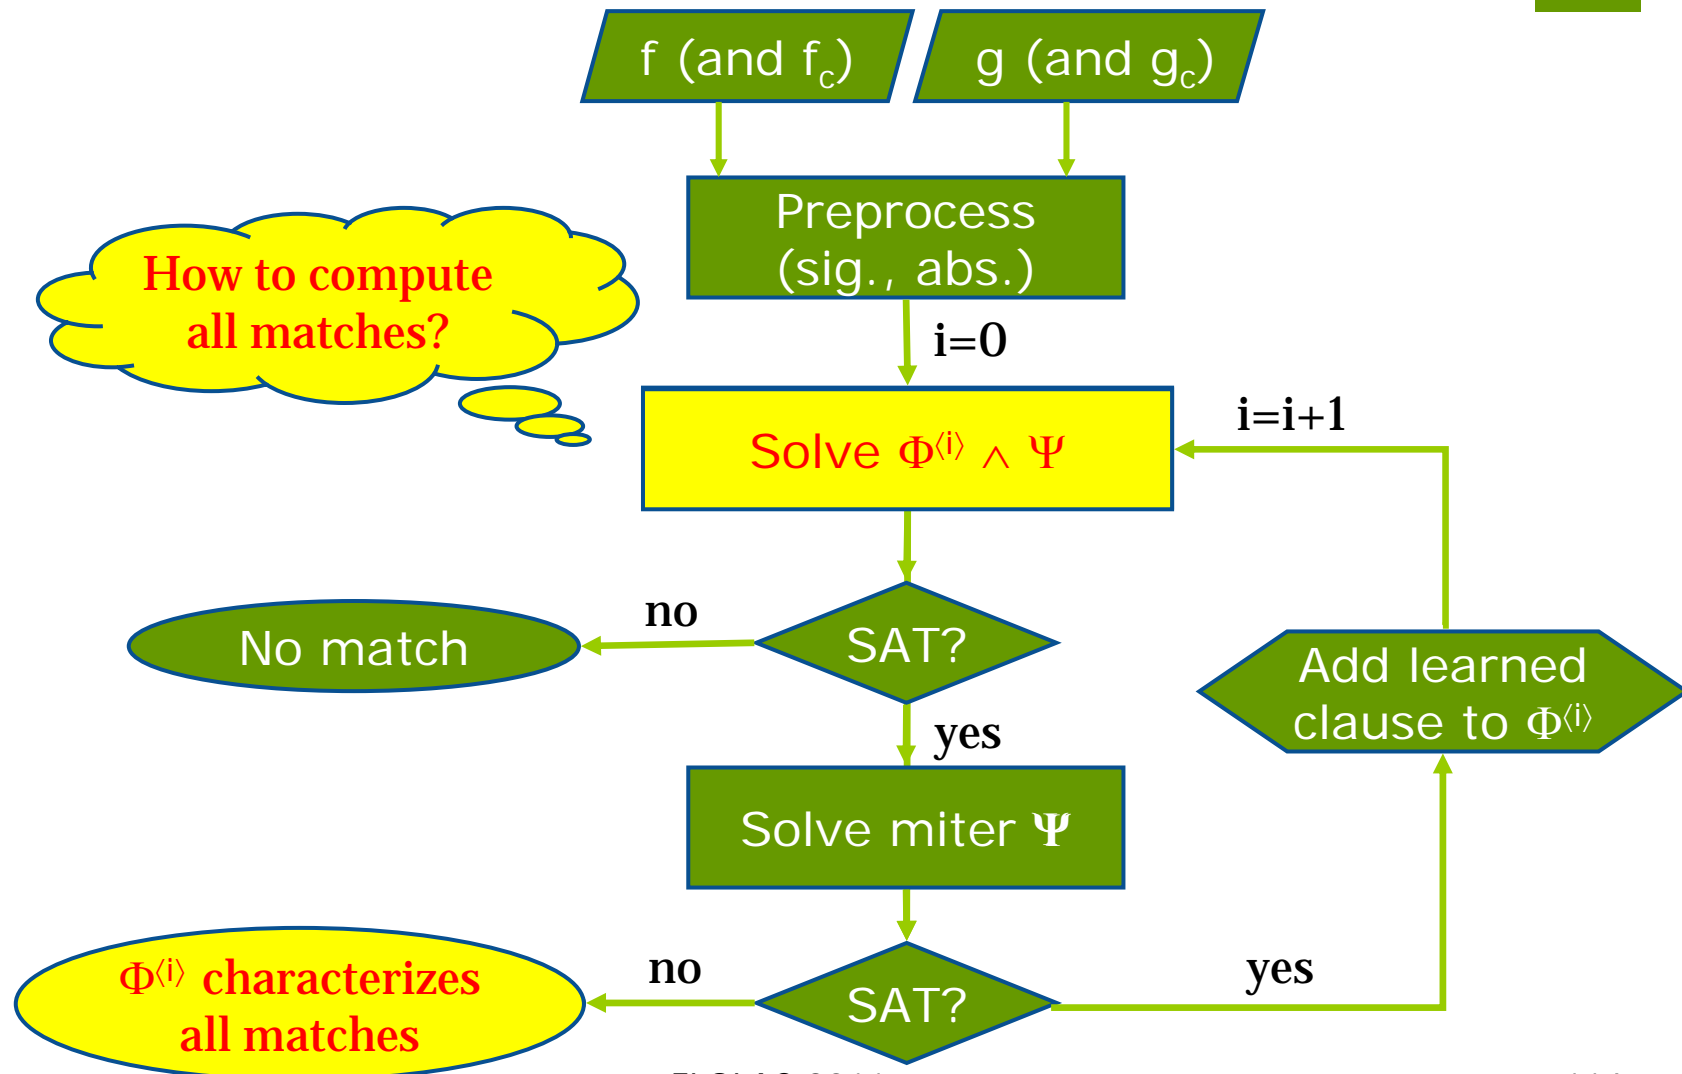 f (and fc)
g (and gc)
Preprocess
(sig., abs.)
How to compute
all matches?
i=0
i=i+1
Solve Φ⟨i⟩ ∧ Ψ
no
SAT?
No match
Add learned
clause to Φ⟨i⟩
yes
Solve miter Ψ
Φ⟨i⟩ characterizes
all matches
no
SAT?
yes